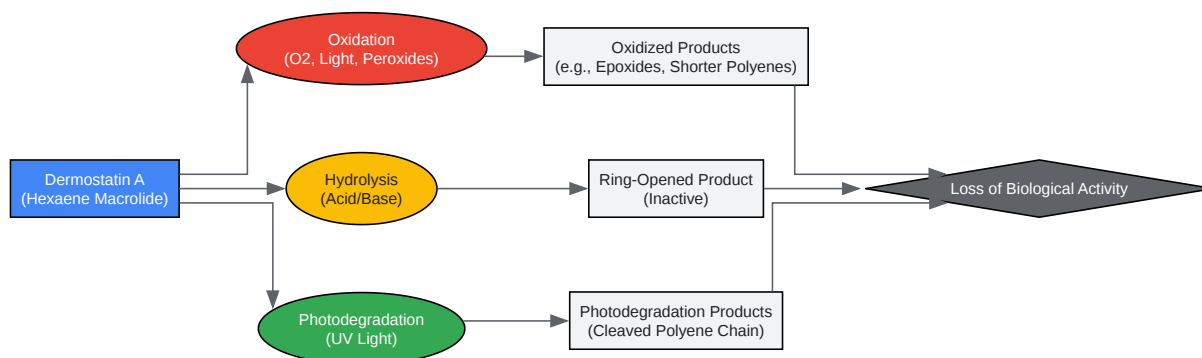 Oxidation
(O2, Light, Peroxides)
Oxidized Products
(e.g., Epoxides, Shorter Polyenes)
Dermostatin A
(Hexaene Macrolide)
Hydrolysis
(Acid/Base)
Ring-Opened Product
(Inactive)
Loss of Biological Activity
Photodegradation
(UV Light)
Photodegradation Products
(Cleaved Polyene Chain)